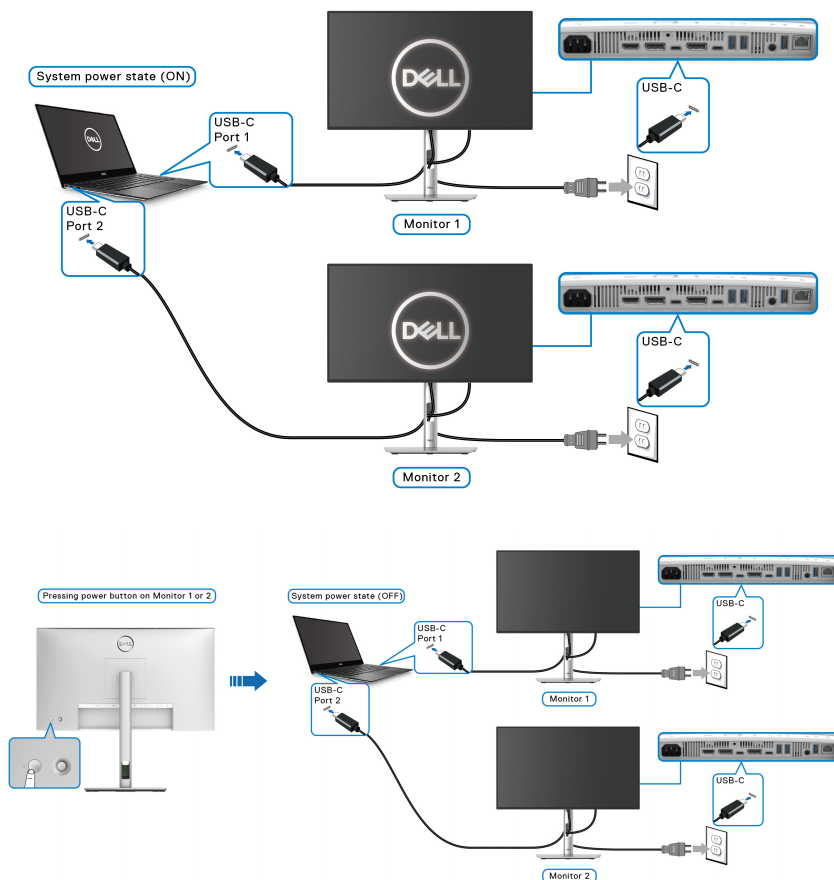 System power state (ON)
DELL
DELL
USB-C
Port 1
USB-C
Monitor 1
USB-C
Port 2
DELL
USB-C
Monitor 2
Pressing power button on Monitor 1 or 2
System power state (OFF)
DELL
USB-C
Port 1
USB-C
Monitor 1
USB-C
Port 2
USB-C
Monitor 2